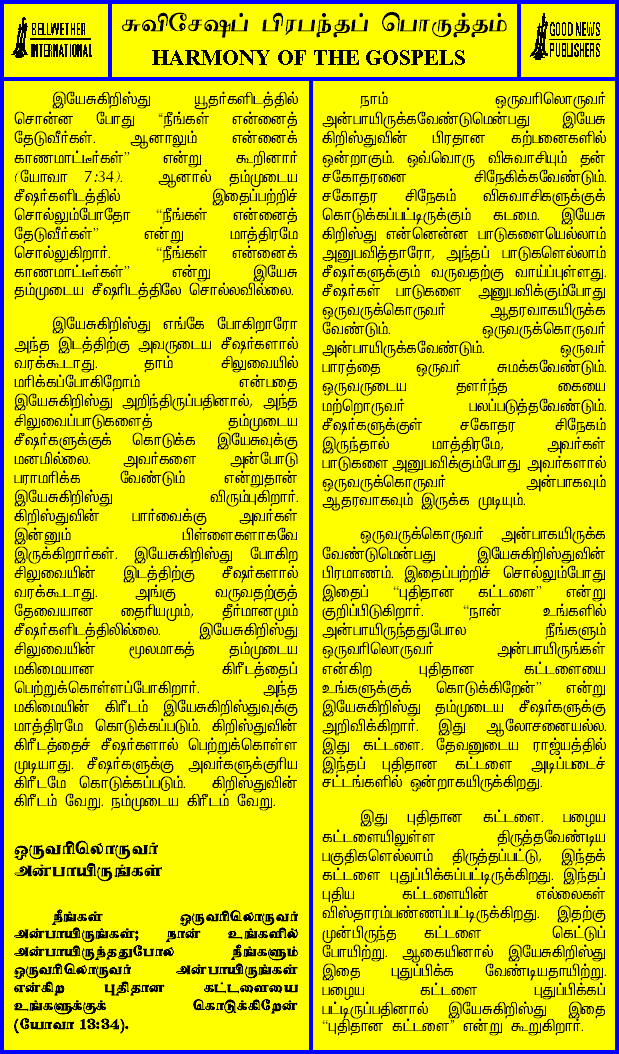 BELLWETHER
INTERNATIONAL
சுவிசேஷப் பிரபந்தப் பொருத்தம்
HARMONY OF THE GOSPELS
GOOD NEWS
PUBLISHERS
இயேசுகிறிஸ்து யூதர்களிடத்தில்
சொன்ன போது “நீங்கள் என்னைத்
தேடுவீர்கள். ஆனாலும் என்னைக்
காணமாட்டீர்கள்” என்று கூறினார்
(யோவா 7:34). ஆனால் தம்முடைய
சீஷர்களிடத்தில் இதைப்பற்றிச்
சொல்லும்போதோ “நீங்கள் என்னைத்
தேடுவீர்கள்” என்று மாத்திரமே
சொல்லுகிறார். “நீங்கள் என்னைக்
காணமாட்டீர்கள்” என்று இயேசு
தம்முடைய சீஷரிடத்திலே சொல்லவில்லை.
இயேசுகிறிஸ்து எங்கே போகிறாரோ
அந்த இடத்திற்கு அவருடைய சீஷர்களால்
வரக்கூடாது. தாம் சிலுவையில்
மரிக்கப்போகிறோம் என்பதை
இயேசுகிறிஸ்து அறிந்திருப்பதினால், அந்த
சிலுவைப்பாடுகளைத் தம்முடைய
சீஷர்களுக்குக் கொடுக்க இயேசுவுக்கு
மனமில்லை. அவர்களை அன்போடு
பராமரிக்க வேண்டும் என்றுதான்
இயேசுகிறிஸ்து விரும்புகிறார்.
கிறிஸ்துவின் பார்வைக்கு அவர்கள்
இன்னும் பிள்ளைகளாகவே
இருக்கிறார்கள். இயேசுகிறிஸ்து போகிற
சிலுவையின் இடத்திற்கு சீஷர்களால்
வரக்கூடாது. அங்கு வருவதற்குத்
தேவையான தைரியமும், தீர்மானமும்
சீஷர்களிடத்திலில்லை. இயேசுகிறிஸ்து
சிலுவையின் மூலமாகத் தம்முடைய
மகிமையான கிரீடத்தைப்
பெற்றுக்கொள்ளப்போகிறார். அந்த
மகிமையின் கிரீடம் இயேசுகிறிஸ்துவுக்கு
மாத்திரமே கொடுக்கப்படும். கிறிஸ்துவின்
கிரீடத்தைச் சீஷர்களால் பெற்றுக்கொள்ள
முடியாது. சீஷர்களுக்கு அவர்களுக்குரிய
கிரீடமே கொடுக்கப்படும். கிறிஸ்துவின்
கிரீடம் வேறு. நம்முடைய கிரீடம் வேறு.
ஒருவரிலொருவர்
அன்பாயிருங்கள்
நீங்கள் ஒருவரிலொருவர்
அன்பாயிருங்கள்; நான் உங்களில்
அன்பாயிருந்ததுபோல நீங்களும்
ஒருவரிலொருவர் அன்பாயிருங்கள்
என்கிற புதிதான கட்டளையை
உங்களுக்குக் கொடுக்கிறேன்
(யோவா 13:34).
நாம் ஒருவரிலொருவர்
அன்பாயிருக்கவேண்டுமென்பது இயேசு
கிறிஸ்துவின் பிரதான கற்பனைகளில்
ஒன்றாகும். ஒவ்வொரு விசுவாசியும் தன்
சகோதரனை சிநேகிக்கவேண்டும்.
சகோதர சிநேகம் விசுவாசிகளுக்குக்
கொடுக்கப்பட்டிருக்கும் கடமை. இயேசு
கிறிஸ்து என்னென்ன பாடுகளையெல்லாம்
அனுபவித்தாரோ, அந்தப் பாடுகளெல்லாம்
சீஷர்களுக்கும் வருவதற்கு வாய்ப்புள்ளது.
சீஷர்கள் பாடுகளை அனுபவிக்கும்போது
ஒருவருக்கொருவர் ஆதரவாகயிருக்க
வேண்டும். ஒருவருக்கொருவர்
அன்பாயிருக்கவேண்டும். ஒருவர்
பாரத்தை ஒருவர் சுமக்கவேண்டும்.
ஒருவருடைய தளர்ந்த கையை
மற்றொருவர் பலப்படுத்தவேண்டும்.
சீஷர்களுக்குள் சகோதர சிநேகம்
இருந்தால் மாத்திரமே, அவர்கள்
பாடுகளை அனுபவிக்கும்போது அவர்களால்
ஒருவருக்கொருவர் அன்பாகவும்
ஆதரவாகவும் இருக்க முடியும்.
ஒருவருக்கொருவர் அன்பாகயிருக்க
வேண்டுமென்பது இயேசுகிறிஸ்துவின்
பிரமாணம். இதைப்பற்றிச் சொல்லும்போது
இதைப் “புதிதான கட்டளை” என்று
குறிப்பிடுகிறார். “நான் உங்களில்
அன்பாயிருந்ததுபோல நீங்களும்
ஒருவரிலொருவர் அன்பாயிருங்கள்
என்கிற புதிதான கட்டளையை
உங்களுக்குக் கொடுக்கிறேன்” என்று
இயேசுகிறிஸ்து தம்முடைய சீஷர்களுக்கு
அறிவிக்கிறார். இது ஆலோசனையல்ல.
இது கட்டளை. தேவனுடைய ராஜ்யத்தில்
இந்தப் புதிதான கட்டளை அடிப்படைச்
சட்டங்களில் ஒன்றாகயிருக்கிறது.
இது புதிதான கட்டளை. பழைய
கட்டளையிலுள்ள திருத்தவேண்டிய
பகுதிகளெல்லாம் திருத்தப்பட்டு, இந்தக்
கட்டளை புதுப்பிக்கப்பட்டிருக்கிறது. இந்தப்
புதிய கட்டளையின் எல்லைகள்
விஸ்தாரம்பண்ணப்பட்டிருக்கிறது. இதற்கு
முன்பிருந்த கட்டளை கெட்டுப்
போயிற்று. ஆகையினால் இயேசுகிறிஸ்து
இதை புதுப்பிக்க வேண்டியதாயிற்று.
பழைய கட்டளை புதுப்பிக்கப்
பட்டிருப்பதினால் இயேசுகிறிஸ்து இதை
“புதிதான கட்டளை” என்று கூறுகிறார்.